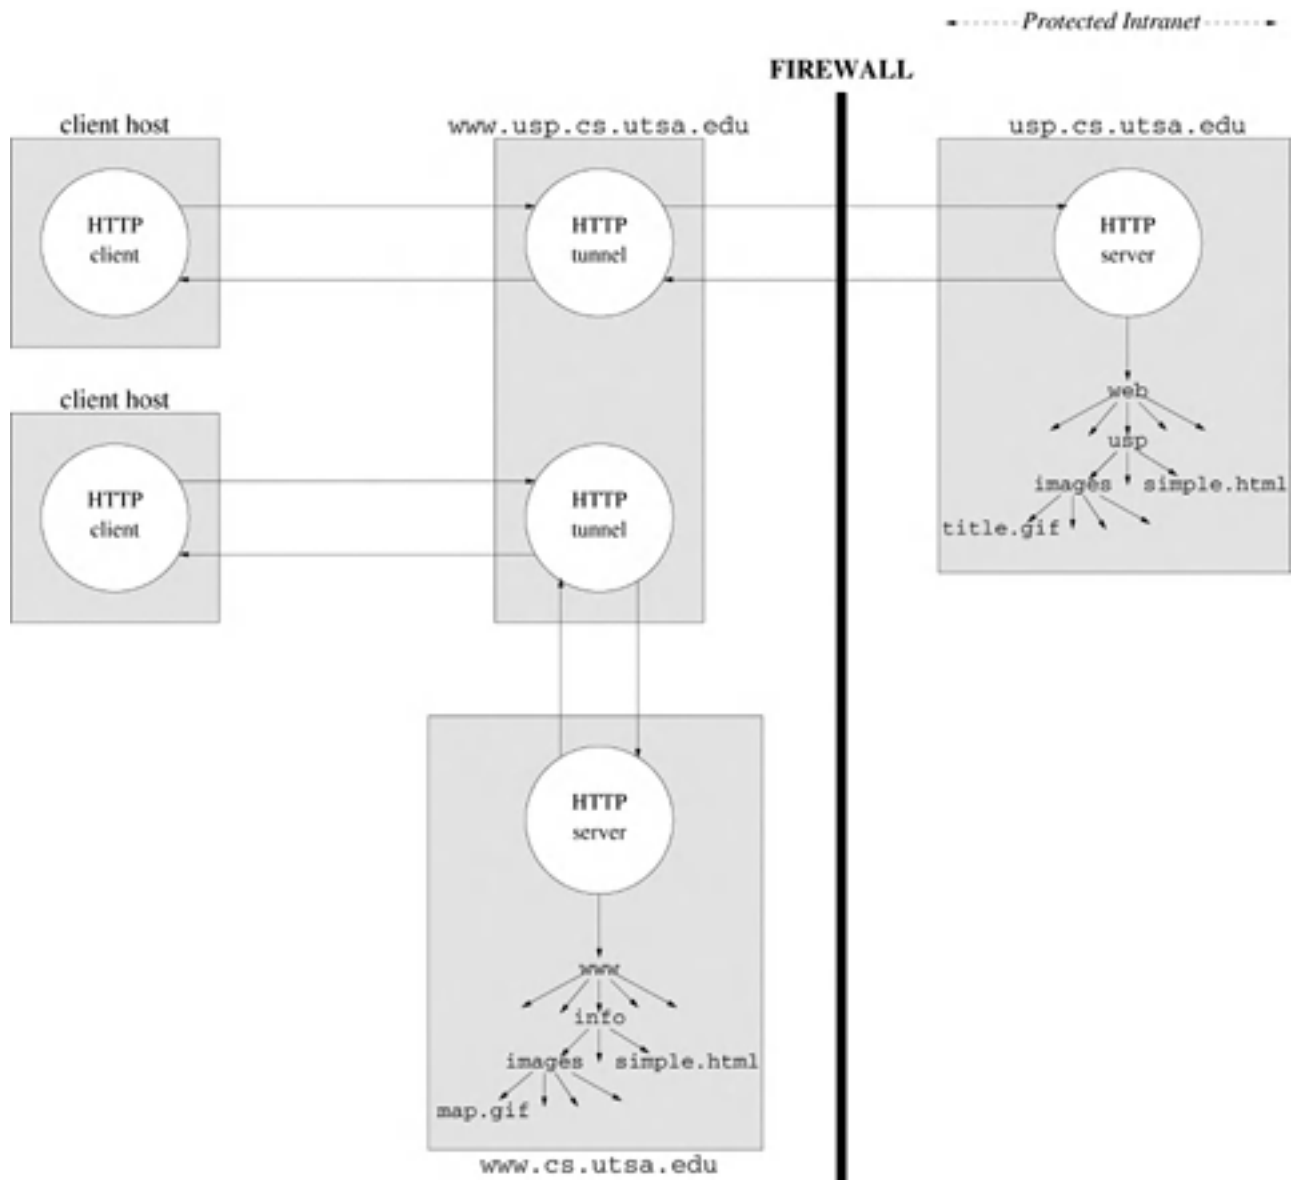 Protected Intranet
FIREWALL
client host
www.usp.cs.utsa.edu
usp.cs.utsa.edu
HTTP
client
HTTP
tunnel
HTTP
server
client host
HTTP
client
HTTP
tunnel
web
usp
images
simple.html
title.gif
HTTP
server
www
info
images
simple.html
map.gif
www.cs.utsa.edu